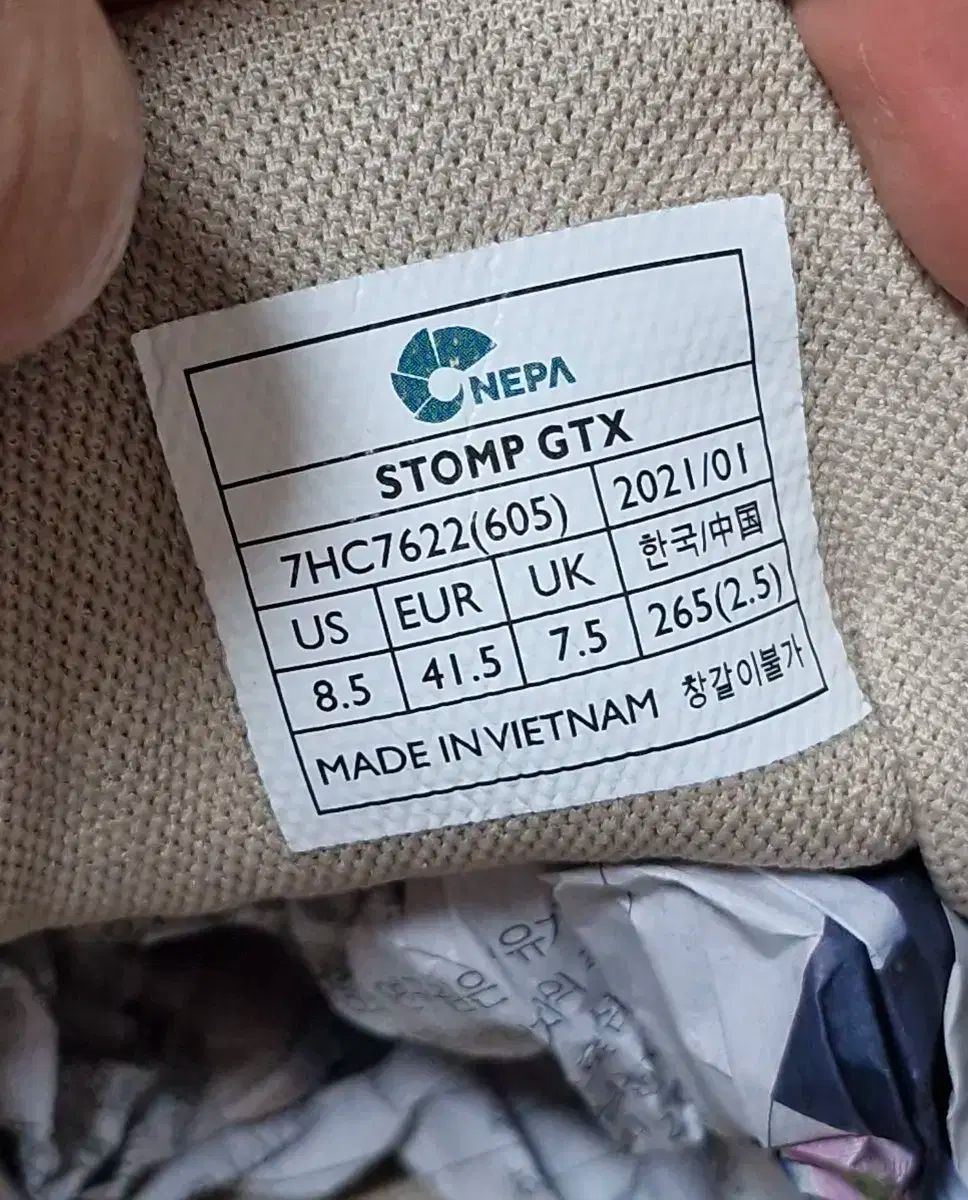 NEPA
STOMP GTX
7HC7622(605) 2021/01
US EUR UK 한국/中国
8.5 41.5 7.5 265(2.5)
MADE IN VIETNAM 창갈이불가